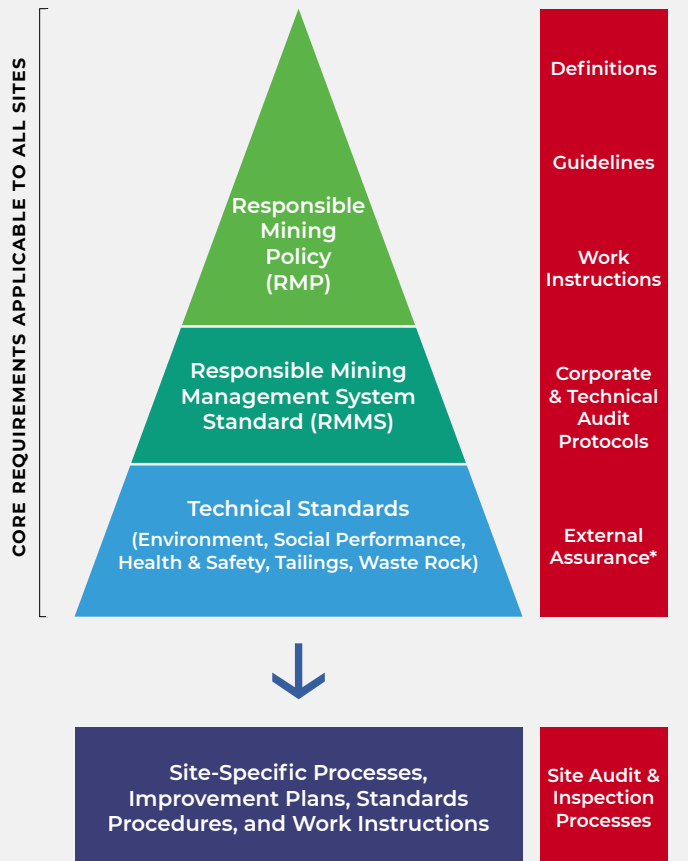 CORE REQUIREMENTS APPLICABLE TO ALL SITES
Responsible
Mining
Policy
(RMP)
Responsible Mining
Management System
Standard (RMMS)
Technical Standards
(Environment, Social Performance,
Health & Safety, Tailings, Waste Rock)
Definitions
Guidelines
Work
Instructions
Corporate
& Technical
Audit
Protocols
External
Assurance*
Site-Specific Processes,
Improvement Plans, Standards
Procedures, and Work Instructions
Site Audit &
Inspection
Processes